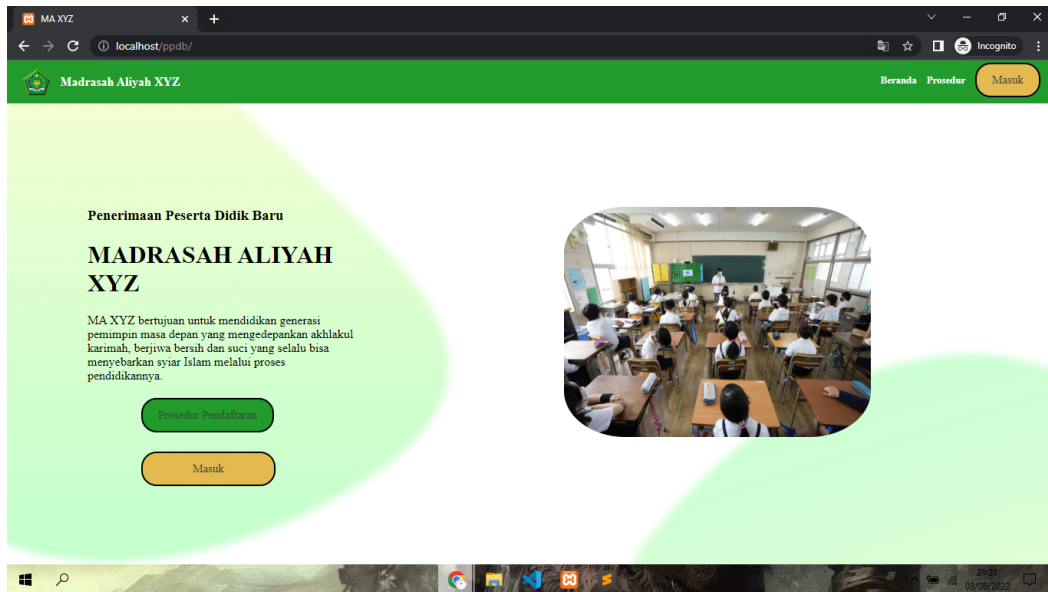 MA XYZ
localhost/ppdb/
Incognito
Madrasah Aliyah XYZ
Beranda Prosedur Masuk
Penerimaan Peserta Didik Baru
MADRASAH ALIYAH
XYZ
MA XYZ bertujuan untuk mendidikan generasi
pemimpin masa depan yang mengedepankan akhlakul
karimah, berjiwa bersih dan suci yang selalu bisa
menyebarkan syiar Islam melalui proses
pendidikannya.
Prosedur Pendaftaran
Masuk
21:21
03/06/2022